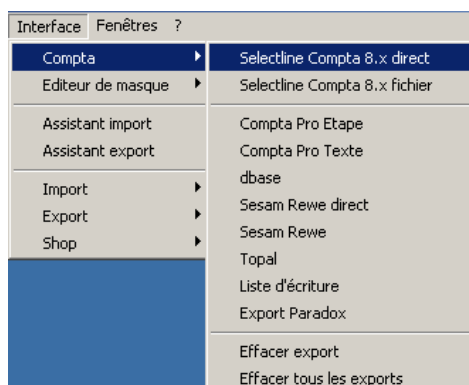 Interface Fenêtres ?
Compta
Editeur de masque
Assistant import
Assistant export
Import
Export
Shop
Selectline Compta 8.x direct
Selectline Compta 8.x fichier
Compta Pro Etape
Compta Pro Texte
dbase
Sesam Rewe direct
Sesam Rewe
Topal
Liste d'écriture
Export Paradox
Effacer export
Effacer tous les exports